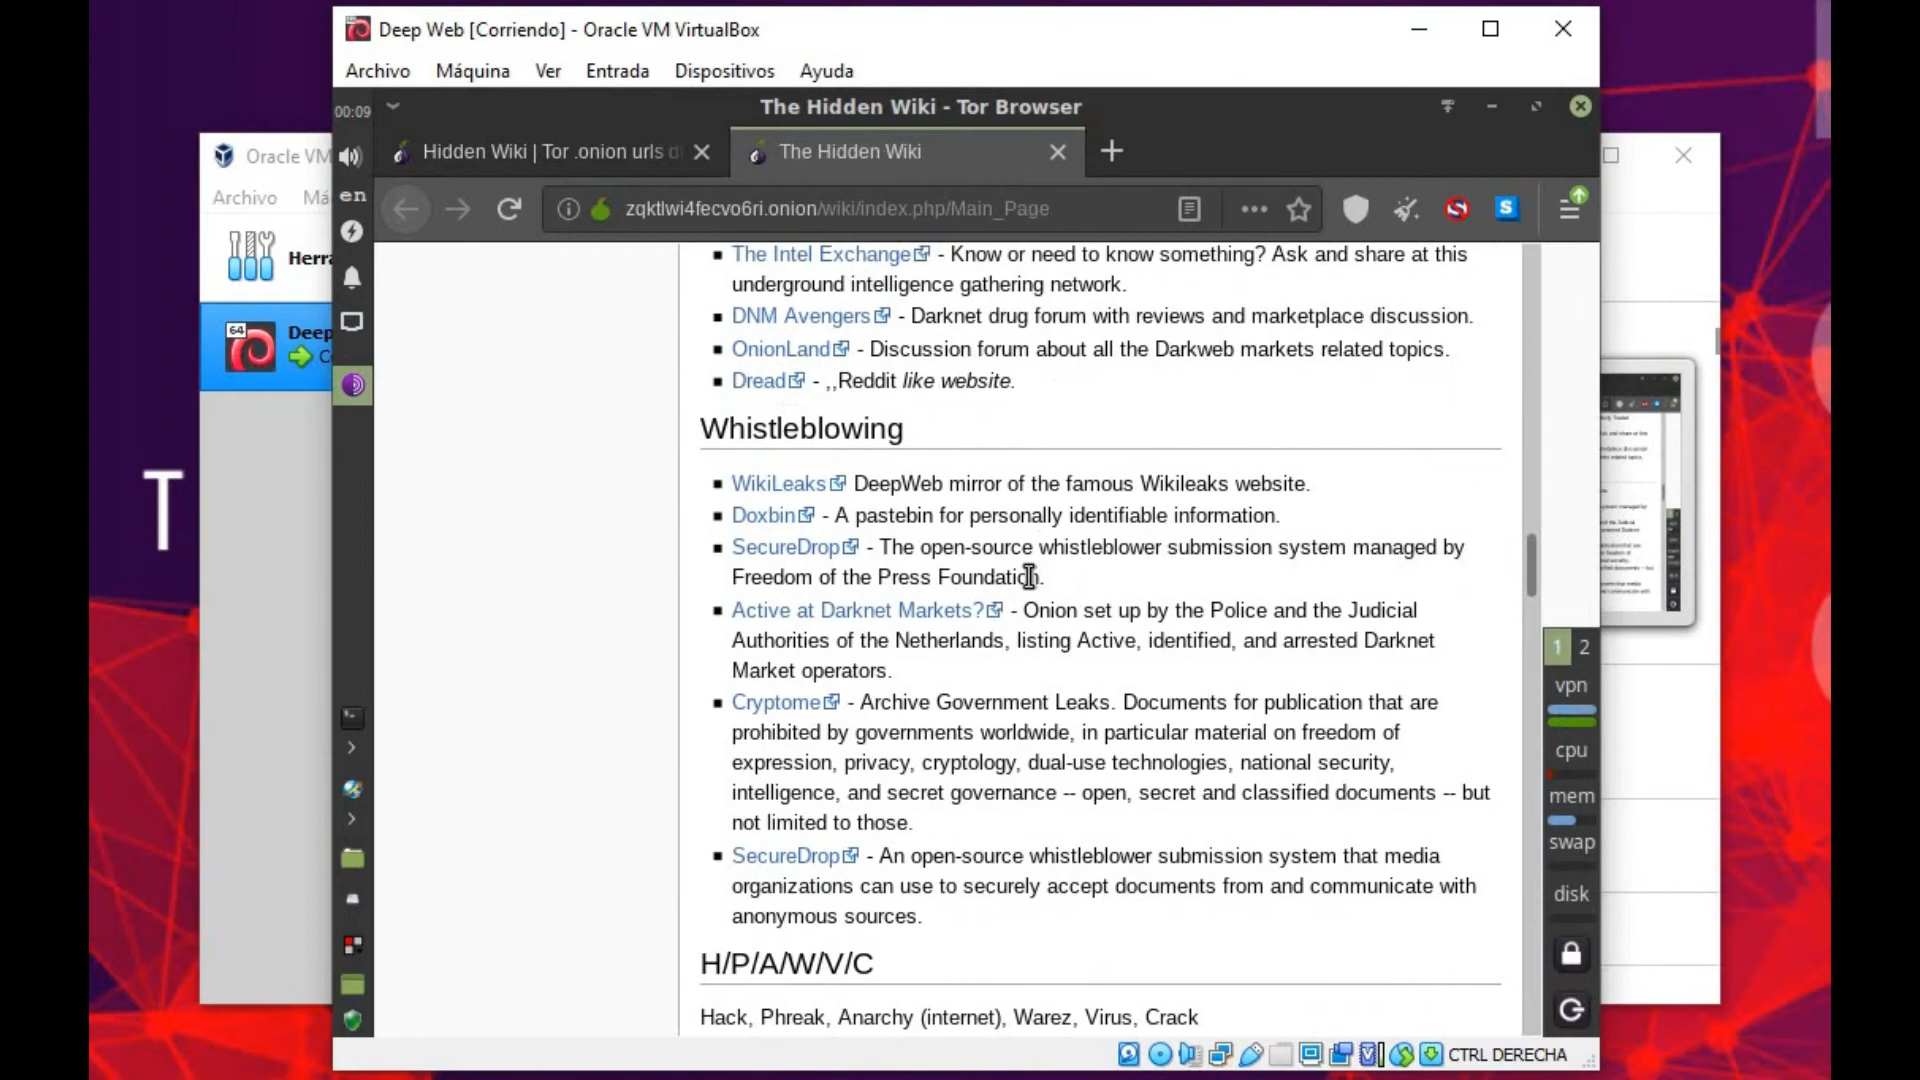 Deep Web [Corriendo] - Oracle VM VirtualBox
Archivo Máquina Ver Entrada Dispositivos Ayuda
00:09
The Hidden Wiki - Tor Browser
Hidden Wiki | Tor .onion urls d
The Hidden Wiki
en
zqktlwi4fecvo6ri.onion/wiki/index.php/Main_Page
S
Oracle VM
Archivo Má
Herra
64
Deep
C
T
The Intel Exchange - Know or need to know something? Ask and share at this
underground intelligence gathering network.
DNM Avengers - Darknet drug forum with reviews and marketplace discussion.
OnionLand - Discussion forum about all the Darkweb markets related topics.
Dread - ,,Reddit like website.
Whistleblowing
WikiLeaks DeepWeb mirror of the famous Wikileaks website.
Doxbin - A pastebin for personally identifiable information.
SecureDrop - The open-source whistleblower submission system managed by
Freedom of the Press Foundation.
Active at Darknet Markets? - Onion set up by the Police and the Judicial
Authorities of the Netherlands, listing Active, identified, and arrested Darknet
Market operators.
Cryptome - Archive Government Leaks. Documents for publication that are
prohibited by governments worldwide, in particular material on freedom of
expression, privacy, cryptology, dual-use technologies, national security,
intelligence, and secret governance -- open, secret and classified documents -- but
not limited to those.
SecureDrop - An open-source whistleblower submission system that media
organizations can use to securely accept documents from and communicate with
anonymous sources.
H/P/A/W/V/C
Hack, Phreak, Anarchy (internet), Warez, Virus, Crack
1 2
vpn
cpu
mem
swap
disk
CTRL DERECHA